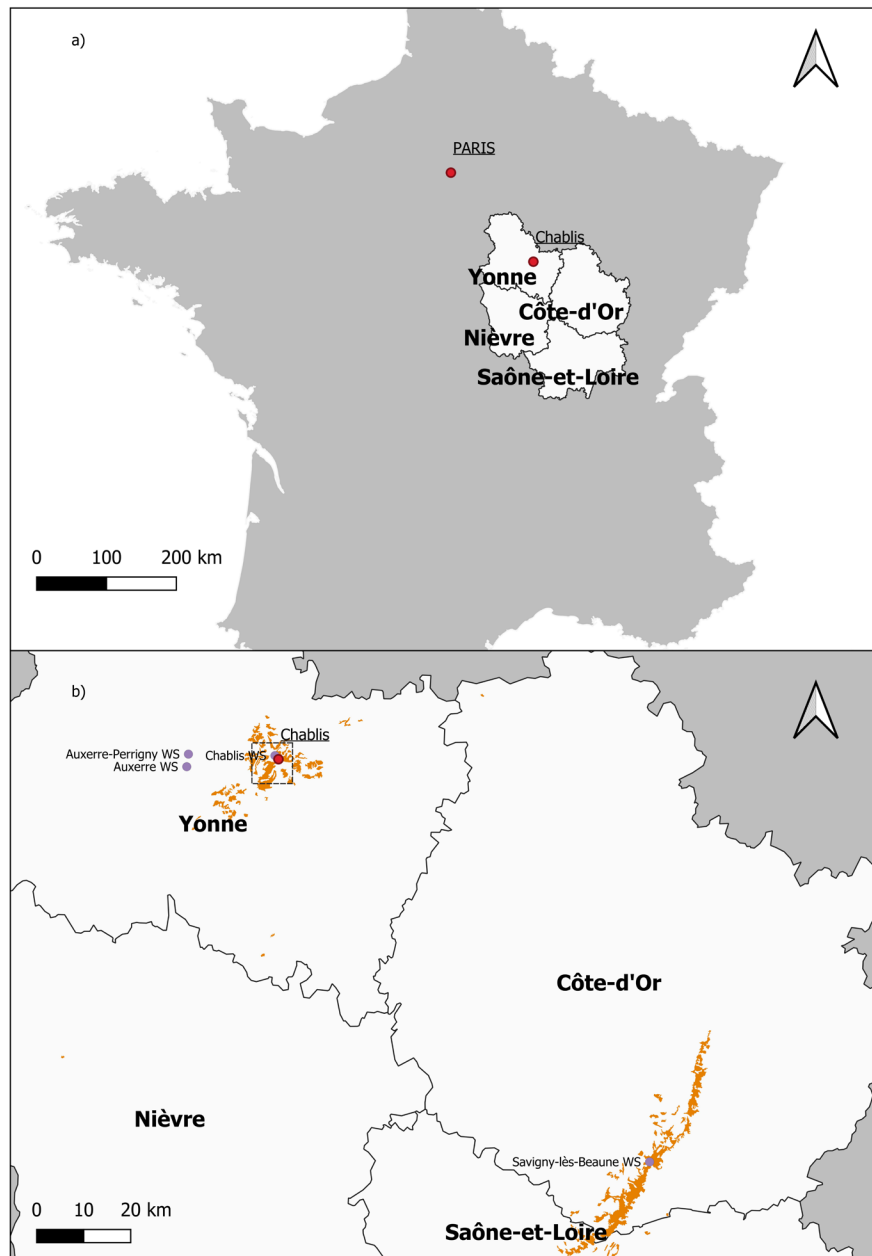 a)
PARIS
Chablis
Yonne
Côte-d'Or
Nièvre
Saône-et-Loire
0 100 200 km
b)
Chablis
Auxerre-Perrigny WS
Chablis WS
Auxerre WS
Yonne
Côte-d'Or
Nièvre
Savigny-lès-Beaune WS
0 10 20 km
Saône-et-Loire